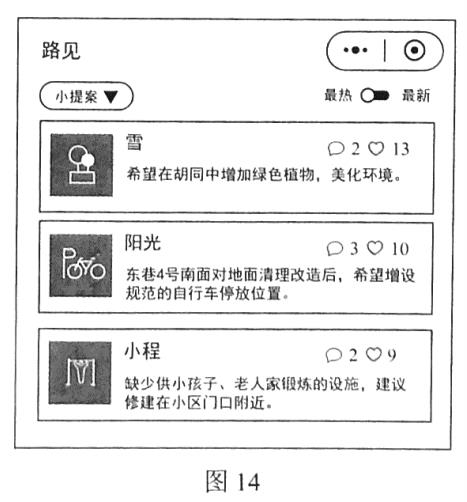 路见
小提案▼
最热 最新
雪
2 13
希望在胡同中增加绿色植物，美化环境。
阳光
3 10
东巷4号南面对地面清理改造后，希望增设
规范的自行车停放位置。
小程
2 9
缺少供小孩子、老人家锻炼的设施，建议
修建在小区门口附近。
图 14